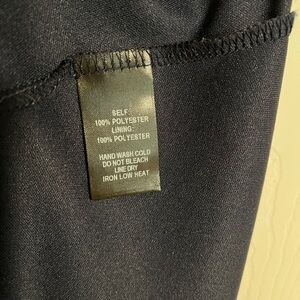 SELF:
100% POLYESTER
LINING:
100% POLYESTER
HAND WASH COLD
DO NOT BLEACH
LINE DRY
IRON LOW HEAT